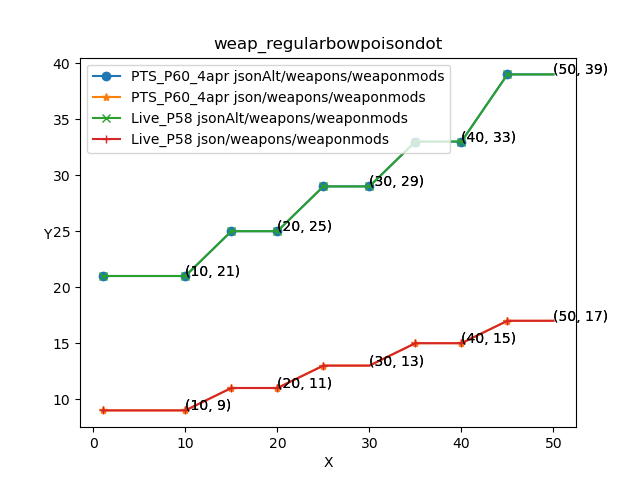 weap_regularbowpoisondot
PTS_P60_4apr jsonAlt/weapons/weaponmods
PTS_P60_4apr json/weapons/weaponmods
Live_P58 jsonAlt/weapons/weaponmods
Live_P58 json/weapons/weaponmods
40
35
30
25
20
15
10
Y
(50, 39)
(40, 33)
(30, 29)
(20, 25)
(10, 21)
(50, 17)
(40, 15)
(30, 13)
(20, 11)
(10, 9)
0 10 20 30 40 50
X